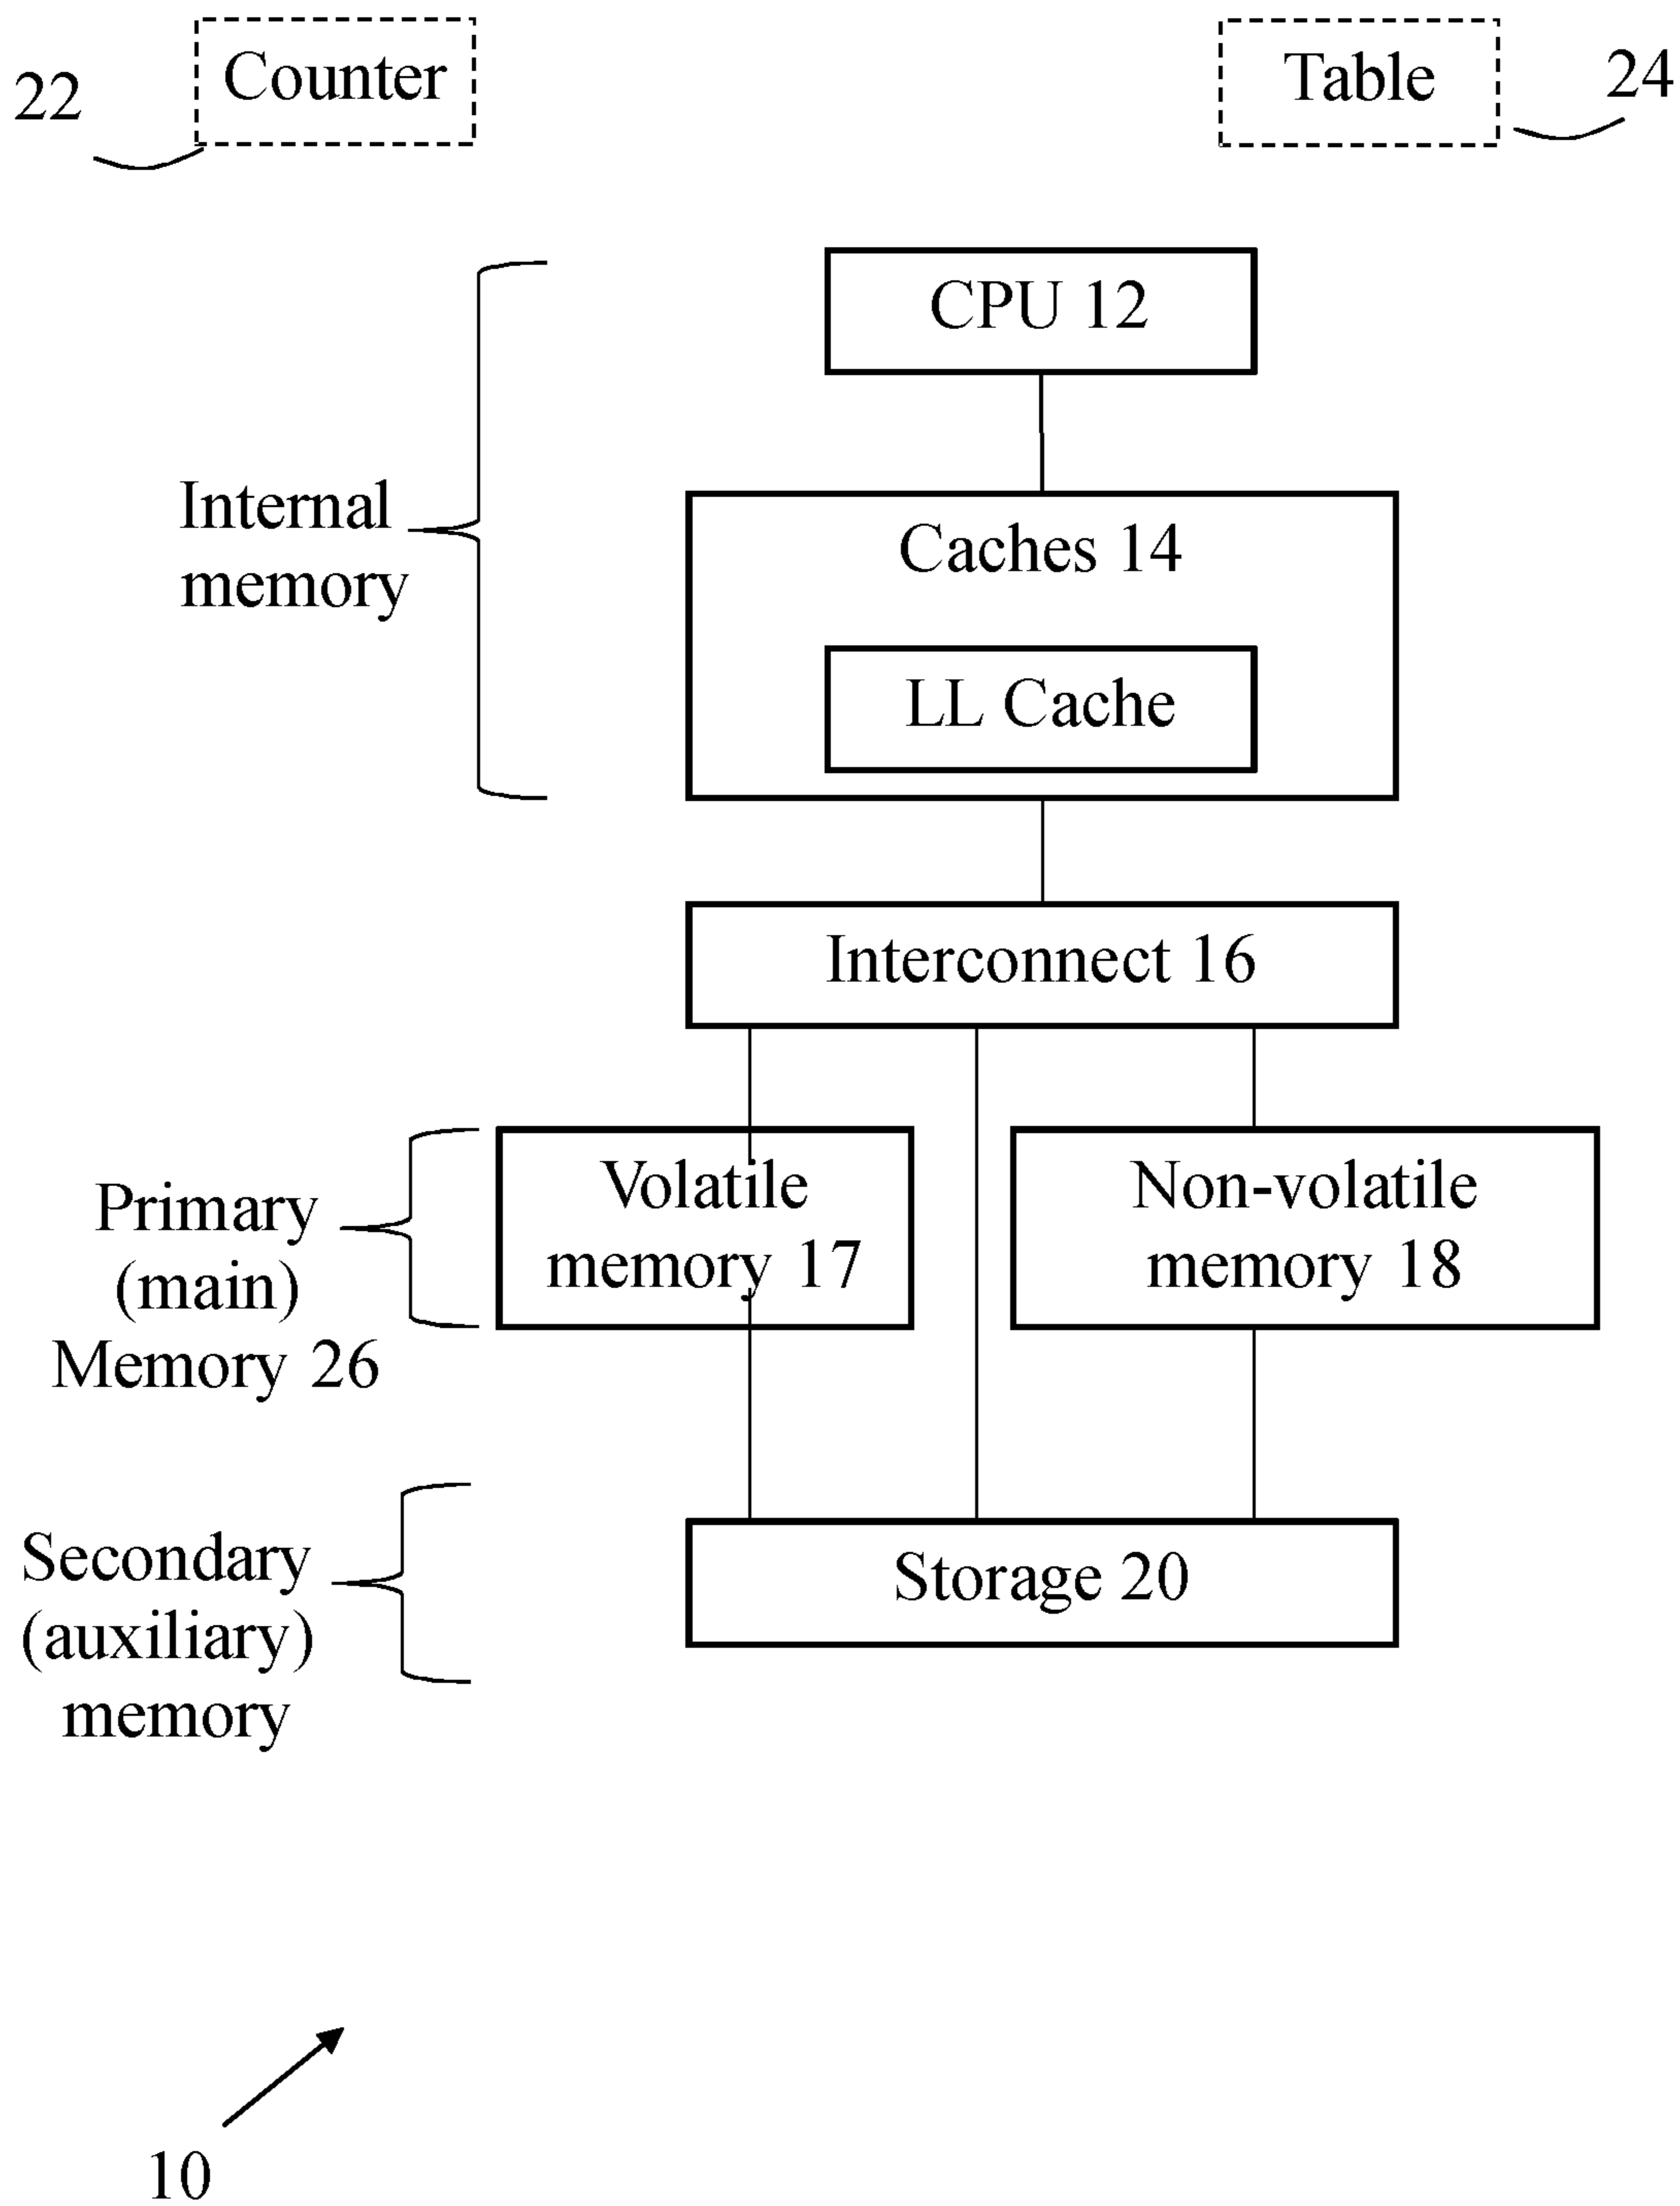 22
Counter
Table
24
CPU 12
Internal
memory
Caches 14
LL Cache
Interconnect 16
Primary
(main)
Memory 26
Volatile
memory 17
Non-volatile
memory 18
Secondary
(auxiliary)
memory
Storage 20
10